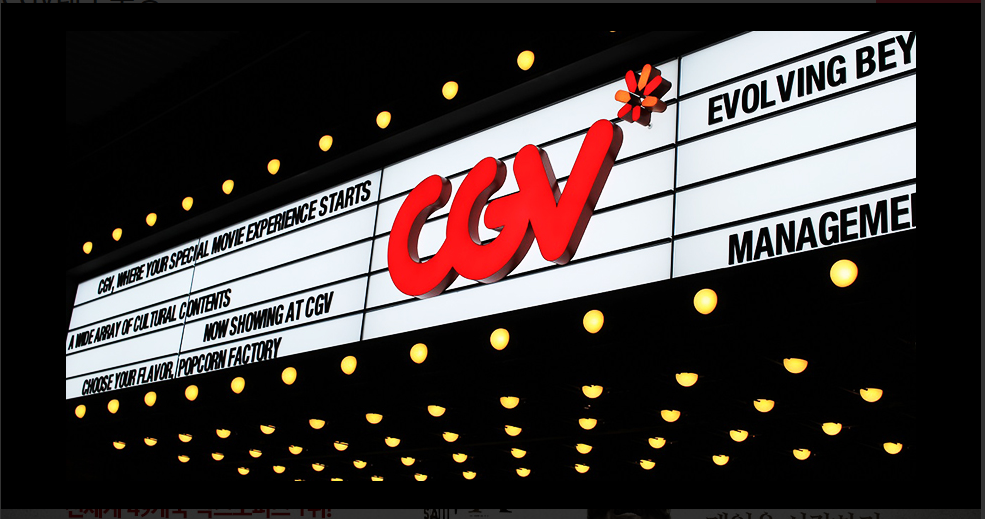 CGV, WHERE YOUR SPECIAL MOVIE EXPERIENCE STARTS
A WIDE ARRAY OF CULTURAL CONTENTS
NOW SHOWING AT CGV
CHOOSE YOUR FLAVOR, POPCORN FACTORY
CGV
EVOLVING BEY
MANAGEME